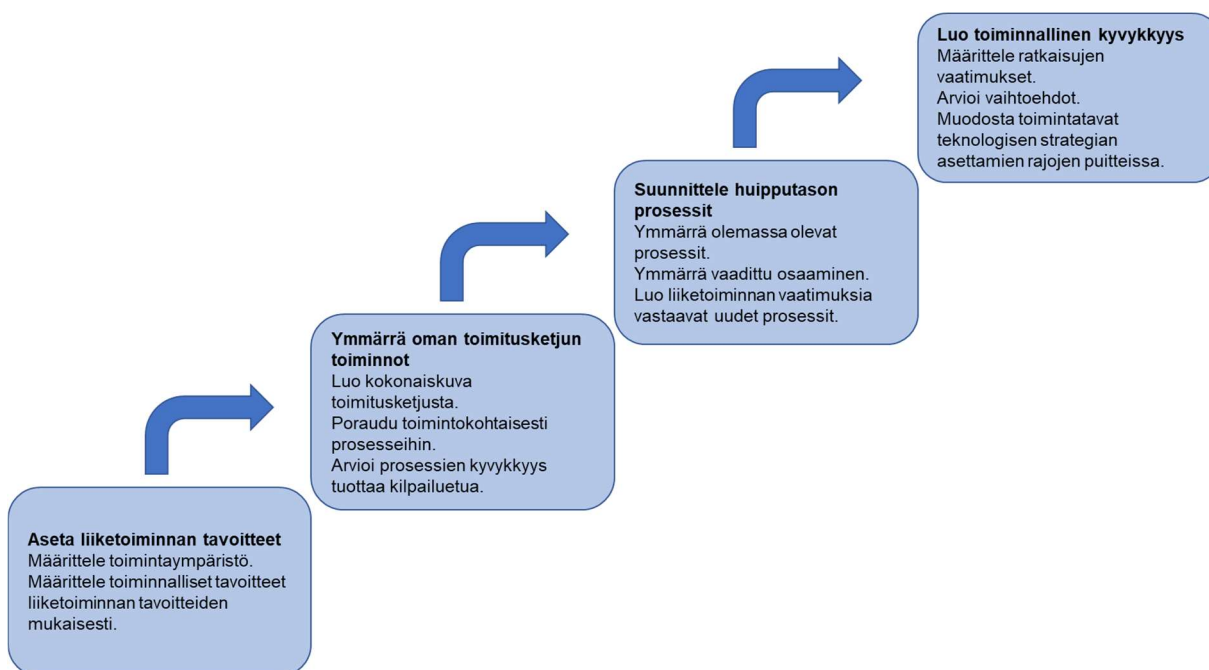 Luo toiminnallinen kyvykkyys
Määrittele ratkaisujen
vaatimukset.
Arvioi vaihtoehdot.
Muodosta toimintatavat
teknologisen strategian
asettamien rajojen puitteissa.
Suunnittele huipputason
prosessit
Ymmärrä olemassa olevat
prosessit.
Ymmärrä vaadittu osaaminen.
Luo liiketoiminnan vaatimuksia
vastaavat uudet prosessit.
Ymmärrä oman toimitusketjun
toiminnot
Luo kokonaiskuva
toimitusketjusta.
Poraudu toimintokohtaisesti
prosesseihin.
Arvioi prosessien kyvykkyys
tuottaa kilpailuetua.
Aseta liiketoiminnan tavoitteet
Määrittele toimintaympäristö.
Määrittele toiminnalliset tavoitteet
liiketoiminnan tavoitteiden
mukaisesti.